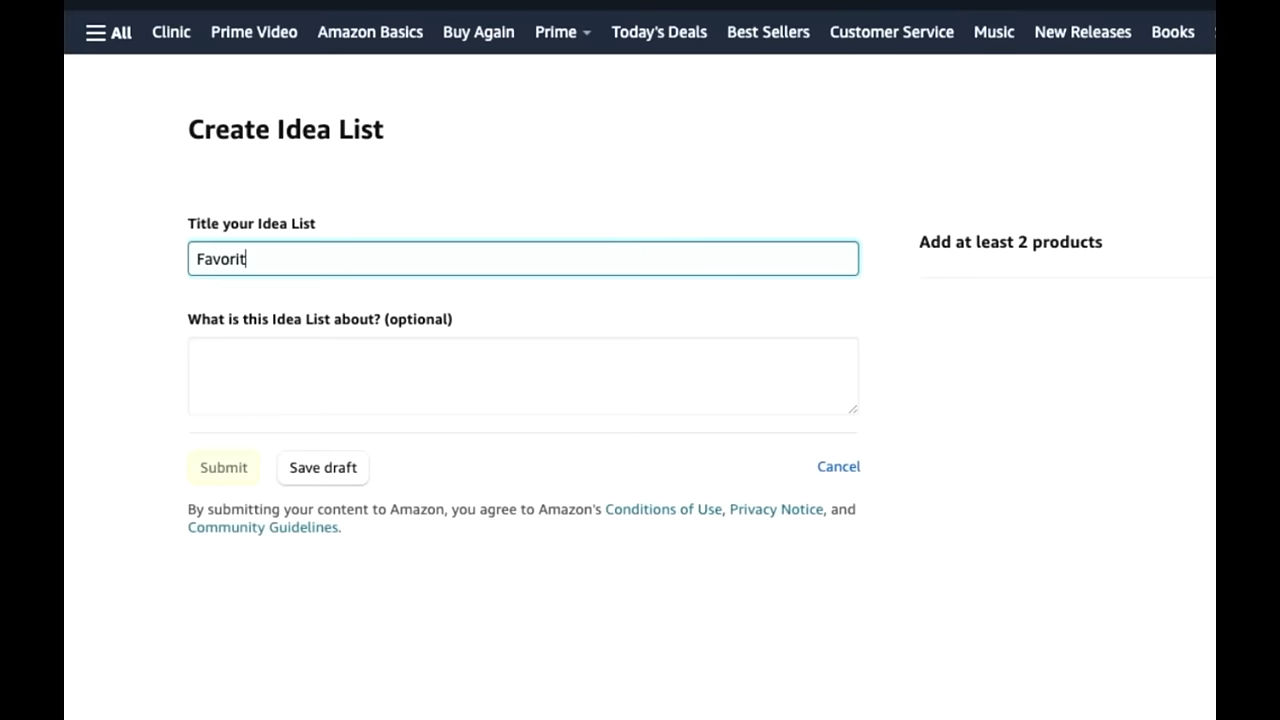 All Clinic Prime Video Amazon Basics Buy Again Prime Today's Deals Best Sellers Customer Service Music New Releases Books
Create Idea List
Title your Idea List
Favorit
Add at least 2 products
What is this Idea List about? (optional)
Submit Save draft Cancel
By submitting your content to Amazon, you agree to Amazon's Conditions of Use, Privacy Notice, and
Community Guidelines.